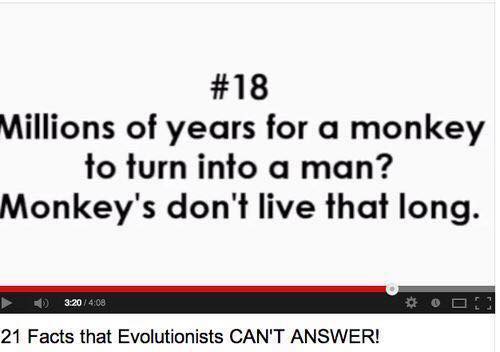 #18
Millions of years for a monkey
to turn into a man?
Monkey's don't live that long.
3:20 / 4:08
21 Facts that Evolutionists CAN'T ANSWER!